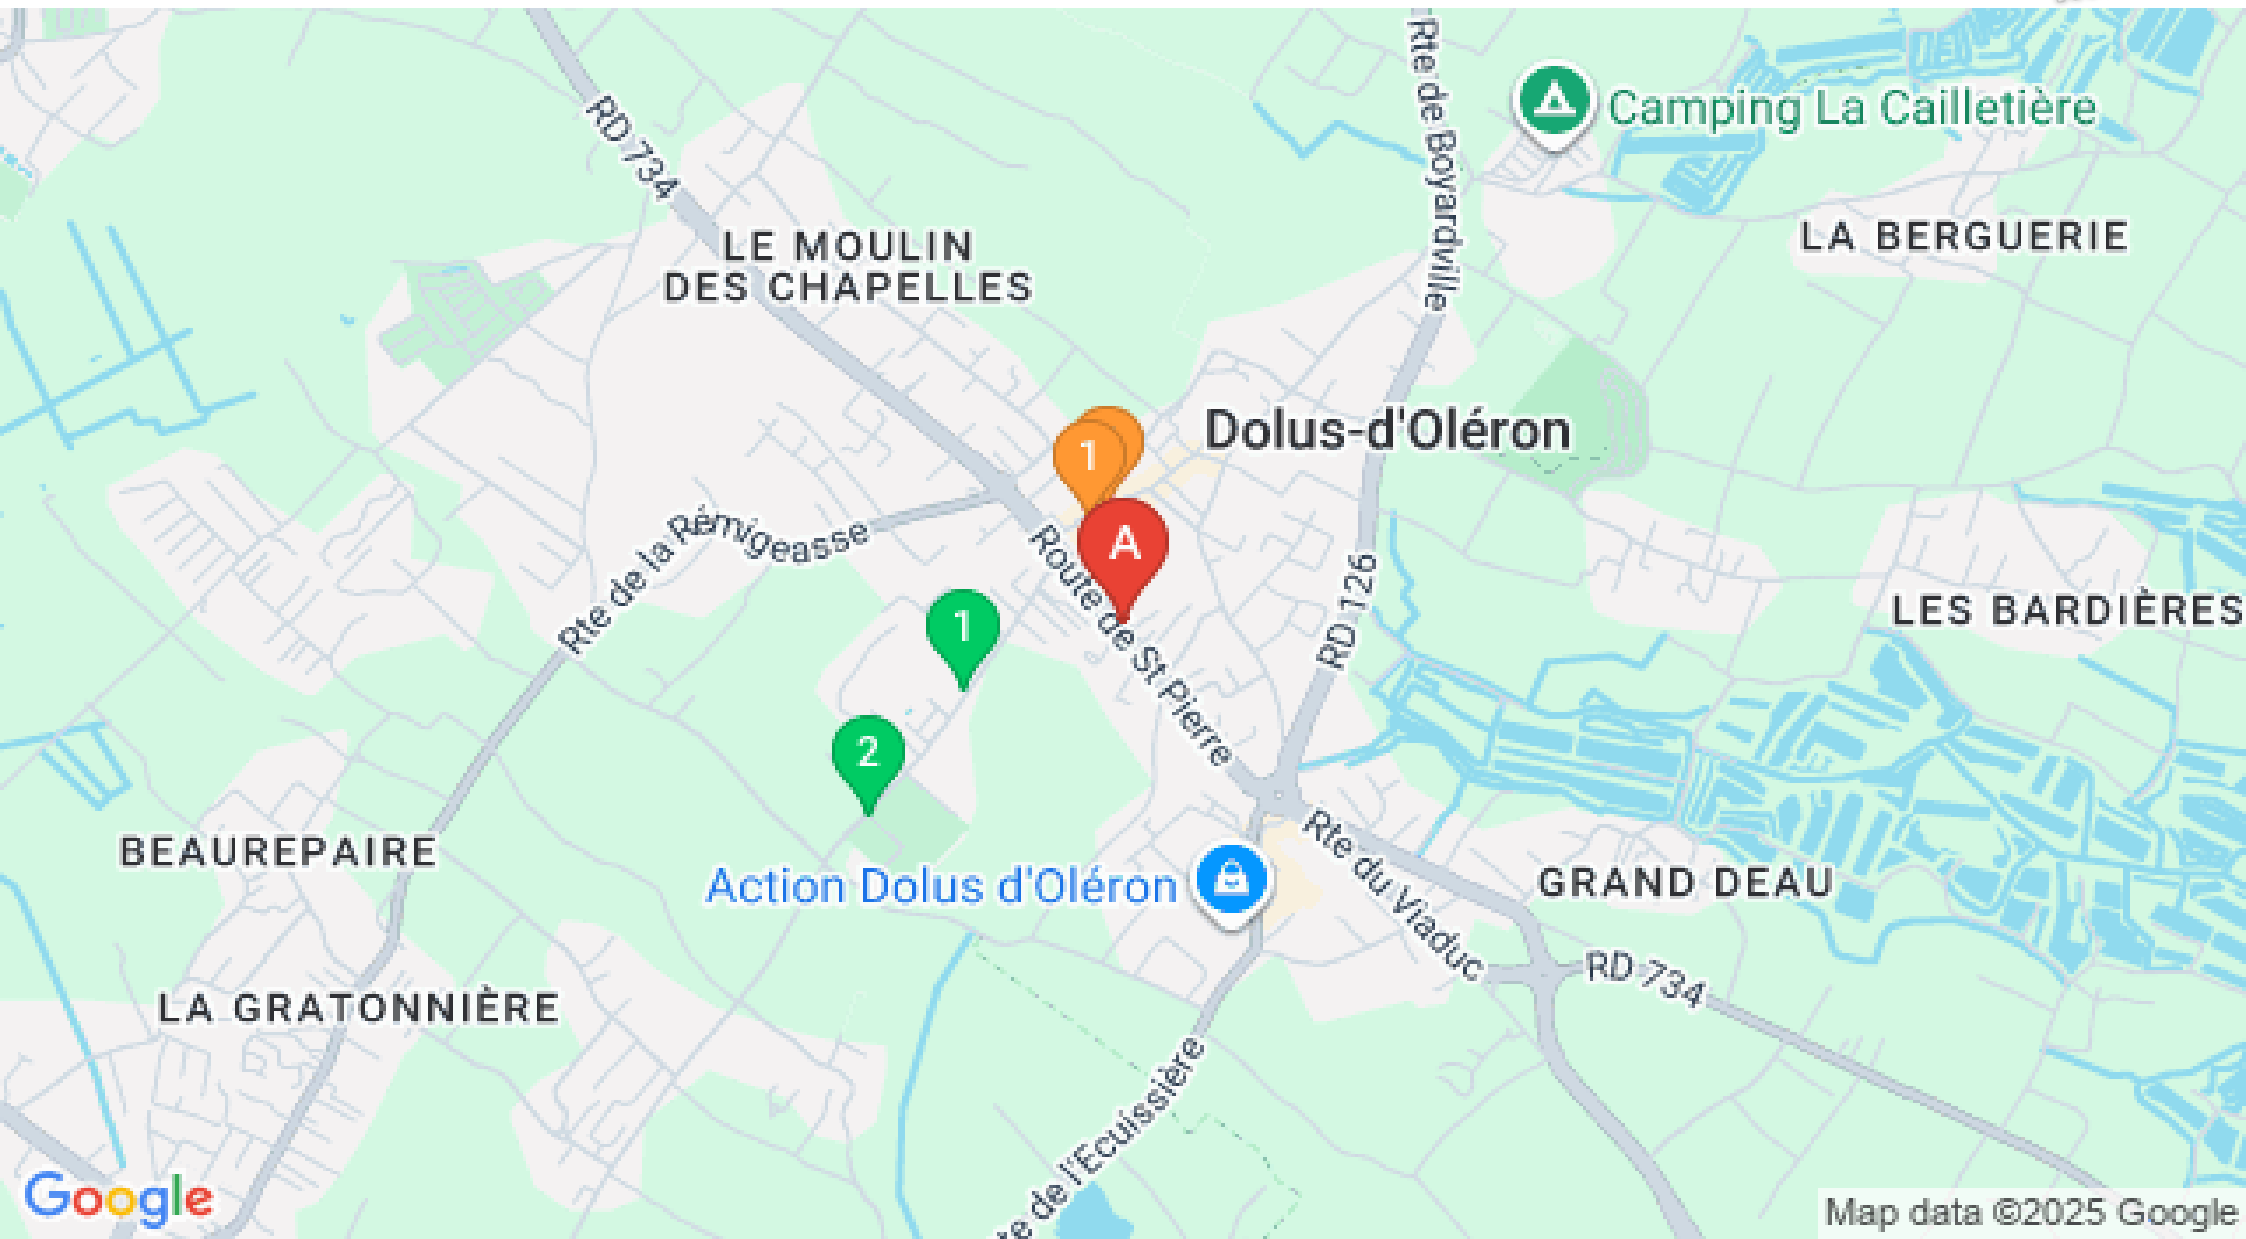 Rte de Boyardville
Camping La Cailletière
RD 734
LA BERGUERIE
LE MOULIN
DES CHAPELLES
Dolus-d'Oléron
1
A
Rte de la Rémigeasse
Route de St Pierre
RD 126
LES BARDIÈRES
1
2
BEAUREPAIRE
Action Dolus d'Oléron
Rte du Viaduc
GRAND DEAU
RD 734
LA GRATONNIÈRE
te de l'Ecuissière
Google
Map data ©2025 Google